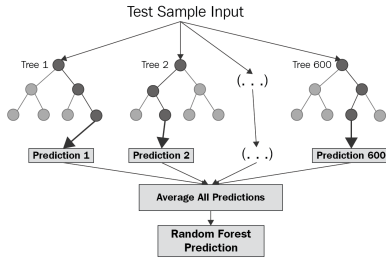 Test Sample Input
Tree 1
Tree 2
(. . .)
Tree 600
Prediction 1
Prediction 2
(. . .)
Prediction 600
Average All Predictions
Random Forest
Prediction